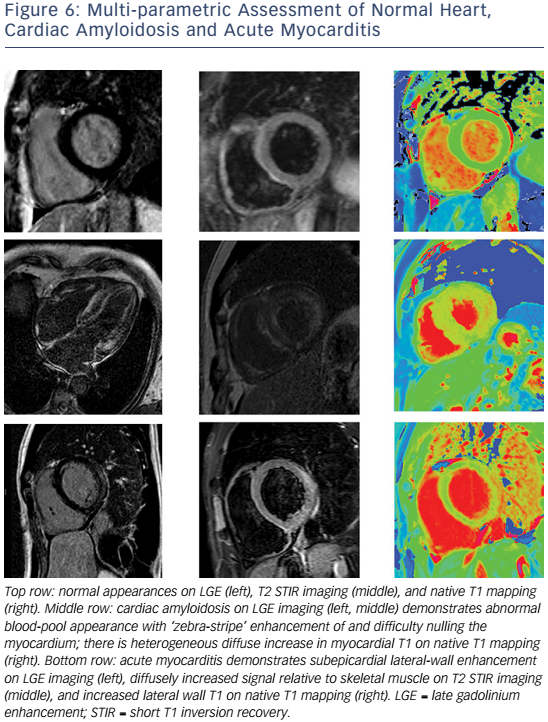 Figure 6: Multi-parametric Assessment of Normal Heart,
Cardiac Amyloidosis and Acute Myocarditis
Top row: normal appearances on LGE (left), T2 STIR imaging (middle), and native T1 mapping
(right). Middle row: cardiac amyloidosis on LGE imaging (left, middle) demonstrates abnormal
blood-pool appearance with ‘zebra-stripe’ enhancement of and difficulty nulling the
myocardium; there is heterogeneous diffuse increase in myocardial T1 on native T1 mapping
(right). Bottom row: acute myocarditis demonstrates subepicardial lateral-wall enhancement
on LGE imaging (left), diffusely increased signal relative to skeletal muscle on T2 STIR imaging
(middle), and increased lateral wall T1 on native T1 mapping (right). LGE = late gadolinium
enhancement; STIR = short T1 inversion recovery.